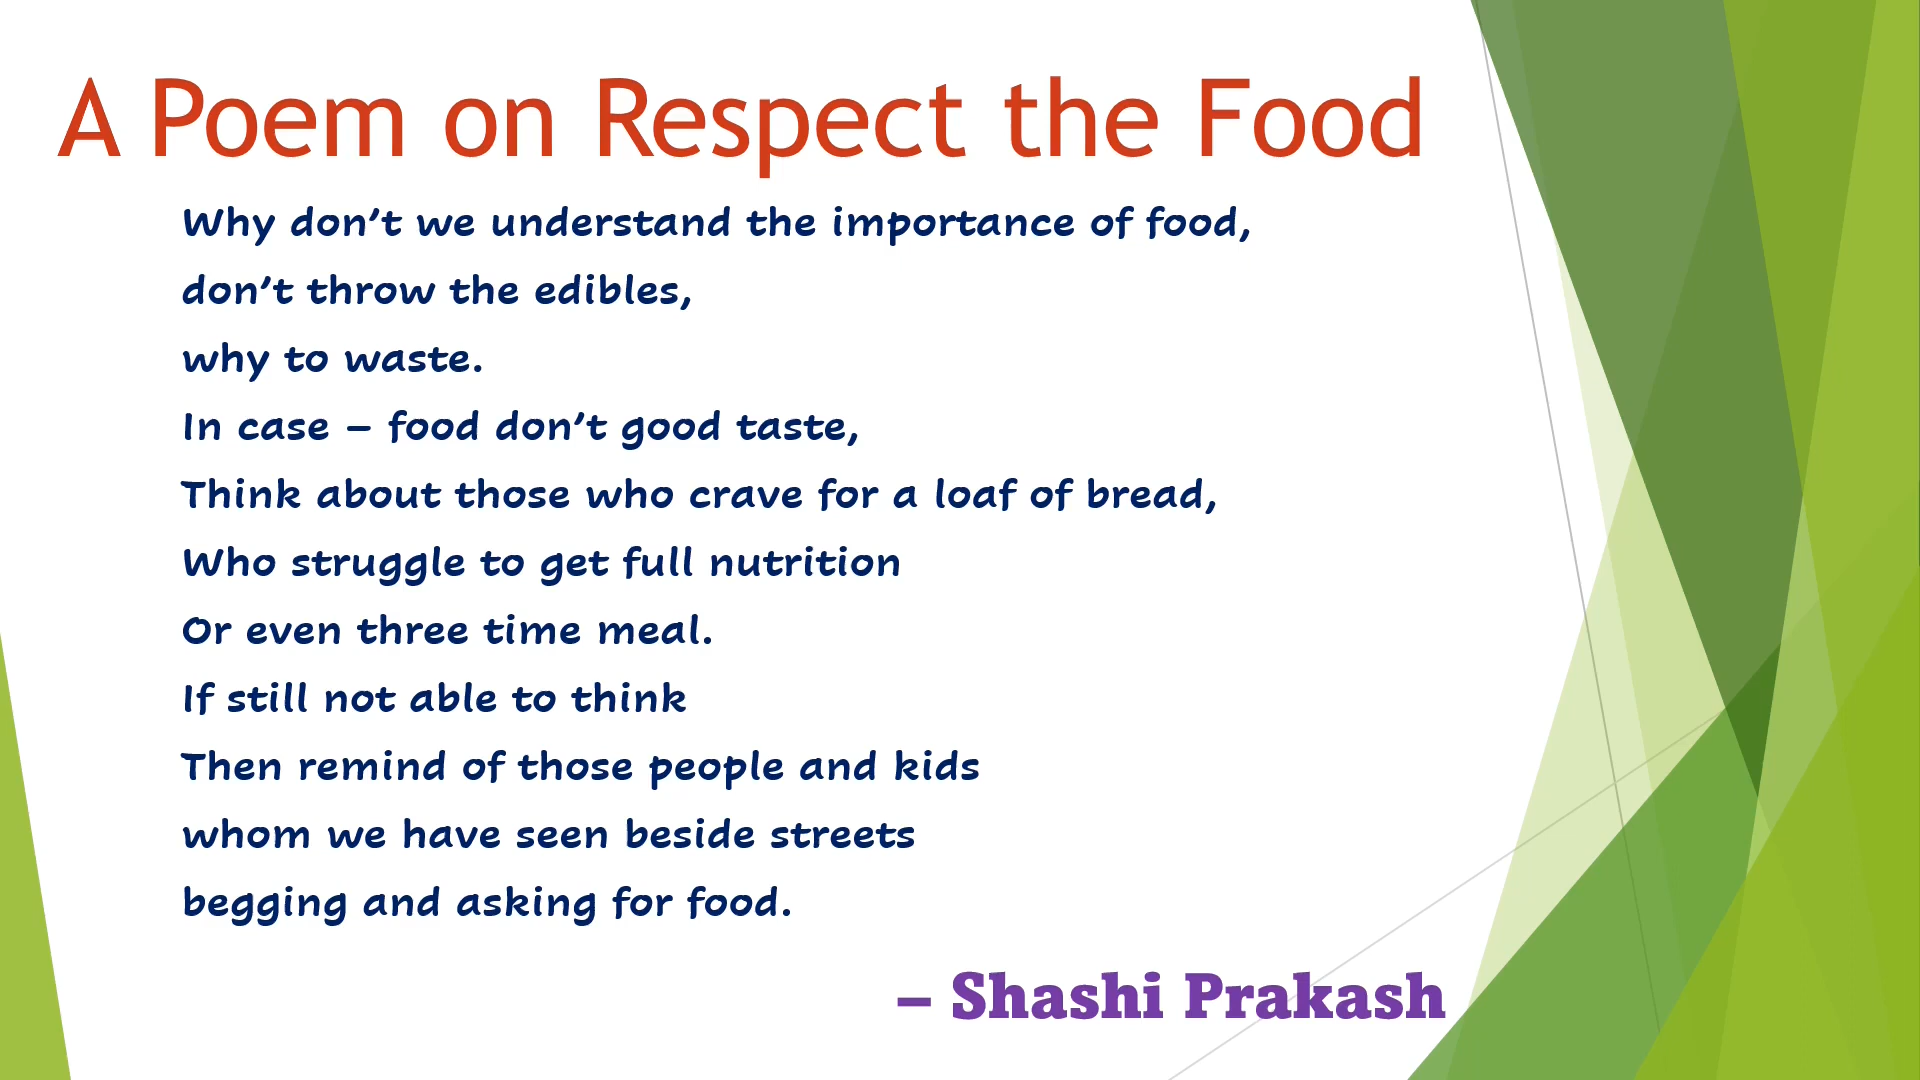 A Poem on Respect the Food
Why don’t we understand the importance of food,
don’t throw the edibles,
why to waste.
In case – food don’t good taste,
Think about those who crave for a loaf of bread,
Who struggle to get full nutrition
Or even three time meal.
If still not able to think
Then remind of those people and kids
whom we have seen beside streets
begging and asking for food.
– Shashi Prakash